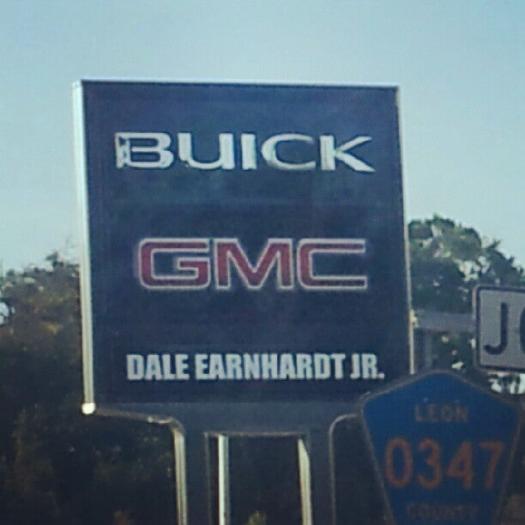 BUICK
GMC
DALE EARNHARDT JR.
LEON
0347
COUNTY